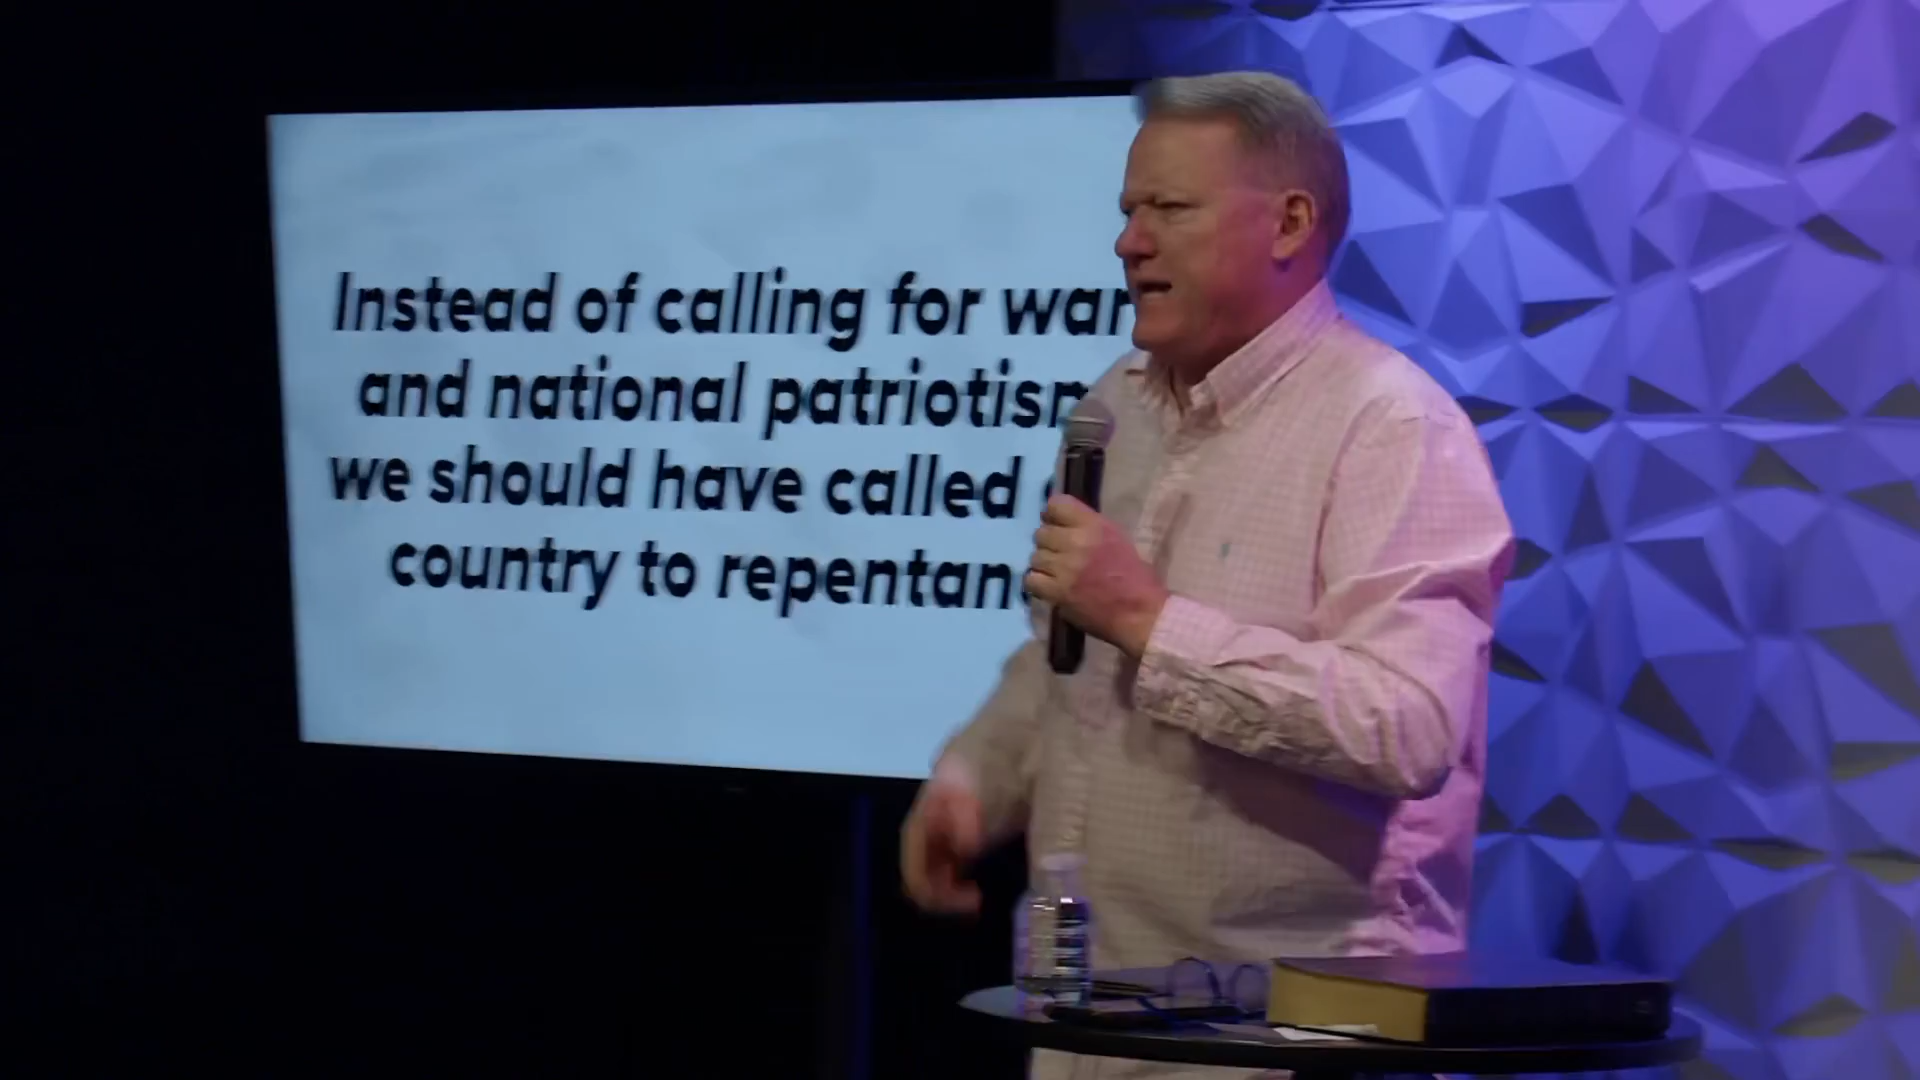 Instead of calling for war
and national patriotism
we should have called
country to repentan